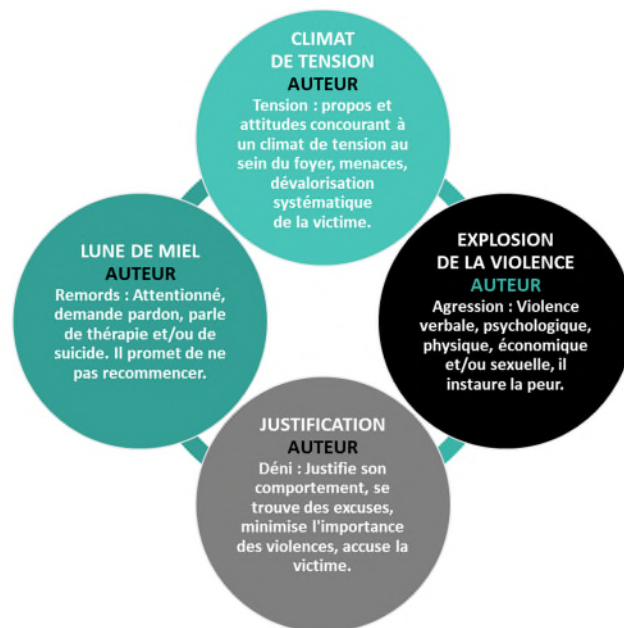 CLIMAT
DE TENSION
AUTEUR
Tension : propos et
attitudes concourant à
un climat de tension au
sein du foyer, menaces,
dévalorisation
systématique
de la victime.
EXPLOSION
DE LA VIOLENCE
AUTEUR
Agression : Violence
verbale, psychologique,
physique, économique
et/ou sexuelle, il
instaure la peur.
JUSTIFICATION
AUTEUR
Déni : Justifie son
comportement, se
trouve des excuses,
minimise l'importance
des violences, accuse la
victime.
LUNE DE MIEL
AUTEUR
Remords : Attentionné,
demande pardon, parle
de thérapie et/ou de
suicide. Il promet de ne
pas recommencer.